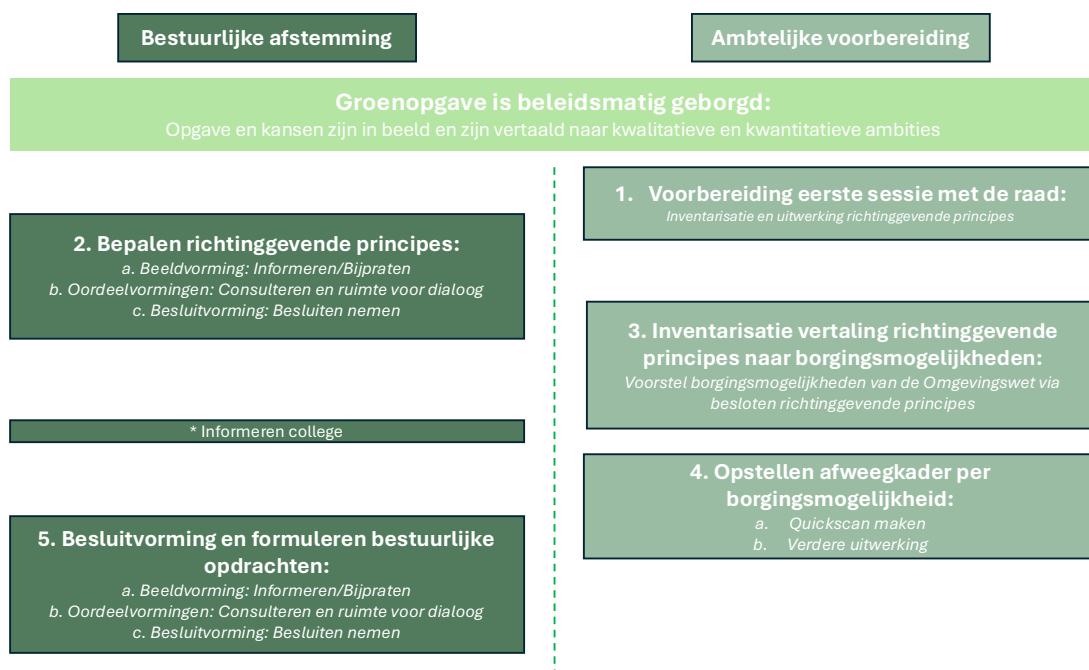 Bestuurlijke afstemming
Ambtelijke voorbereiding
Groenopgave is beleidsmatig geborgd:
Opgave en kansen zijn in beeld en zijn vertaald naar kwalitatieve en kwantitatieve ambities
1. Voorbereiding eerste sessie met de raad:
Inventarisatie en uitwerking richtinggevende principes
2. Bepalen richtinggevende principes:
a. Beeldvorming: Informeren/Bijpraten
b. Oordeelvormingen: Consulteren en ruimte voor dialoog
c. Besluitvorming: Besluiten nemen
3. Inventarisatie vertaling richtinggevende
principes naar borgingsmogelijkheden:
Voorstel borgingsmogelijkheden van de Omgevingswet via
besloten richtinggevende principes
* Informeren college
4. Opstellen afweegkader per
borgingsmogelijkheid:
a. Quickscan maken
b. Verdere uitwerking
5. Besluitvorming en formuleren bestuurlijke
opdrachten:
a. Beeldvorming: Informeren/Bijpraten
b. Oordeelvormingen: Consulteren en ruimte voor dialoog
c. Besluitvorming: Besluiten nemen